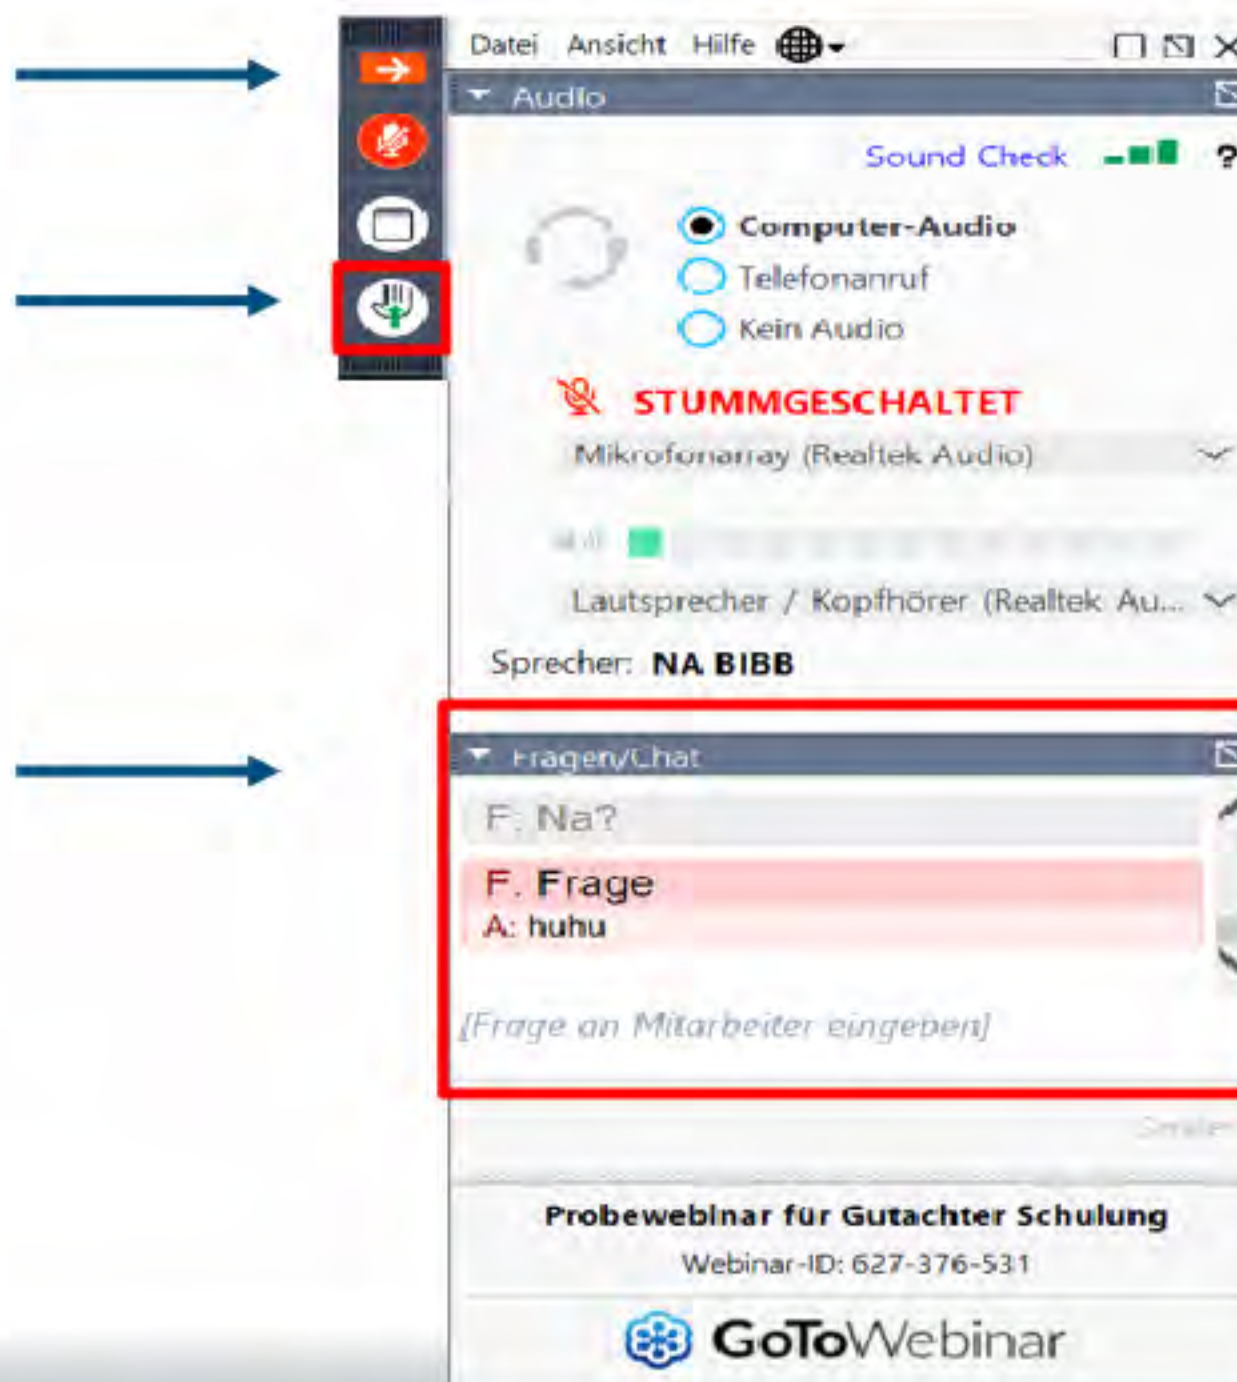 Datei Ansicht Hilfe
Audio
Sound Check ?
Computer-Audio
Telefonanruf
Kein Audio
STUMMGESCHALTET
Mikrofonarray (Realtek Audio)
Lautsprecher / Kopfhörer (Realtek Au...
Sprecher: NA BIBB
Fragen/Chat
F: Na?
F: Frage
A: huhu
[Frage an Mitarbeiter eingeben]
Probewebinar für Gutachter Schulung
Webinar-ID: 627-376-531
GoToWebinar